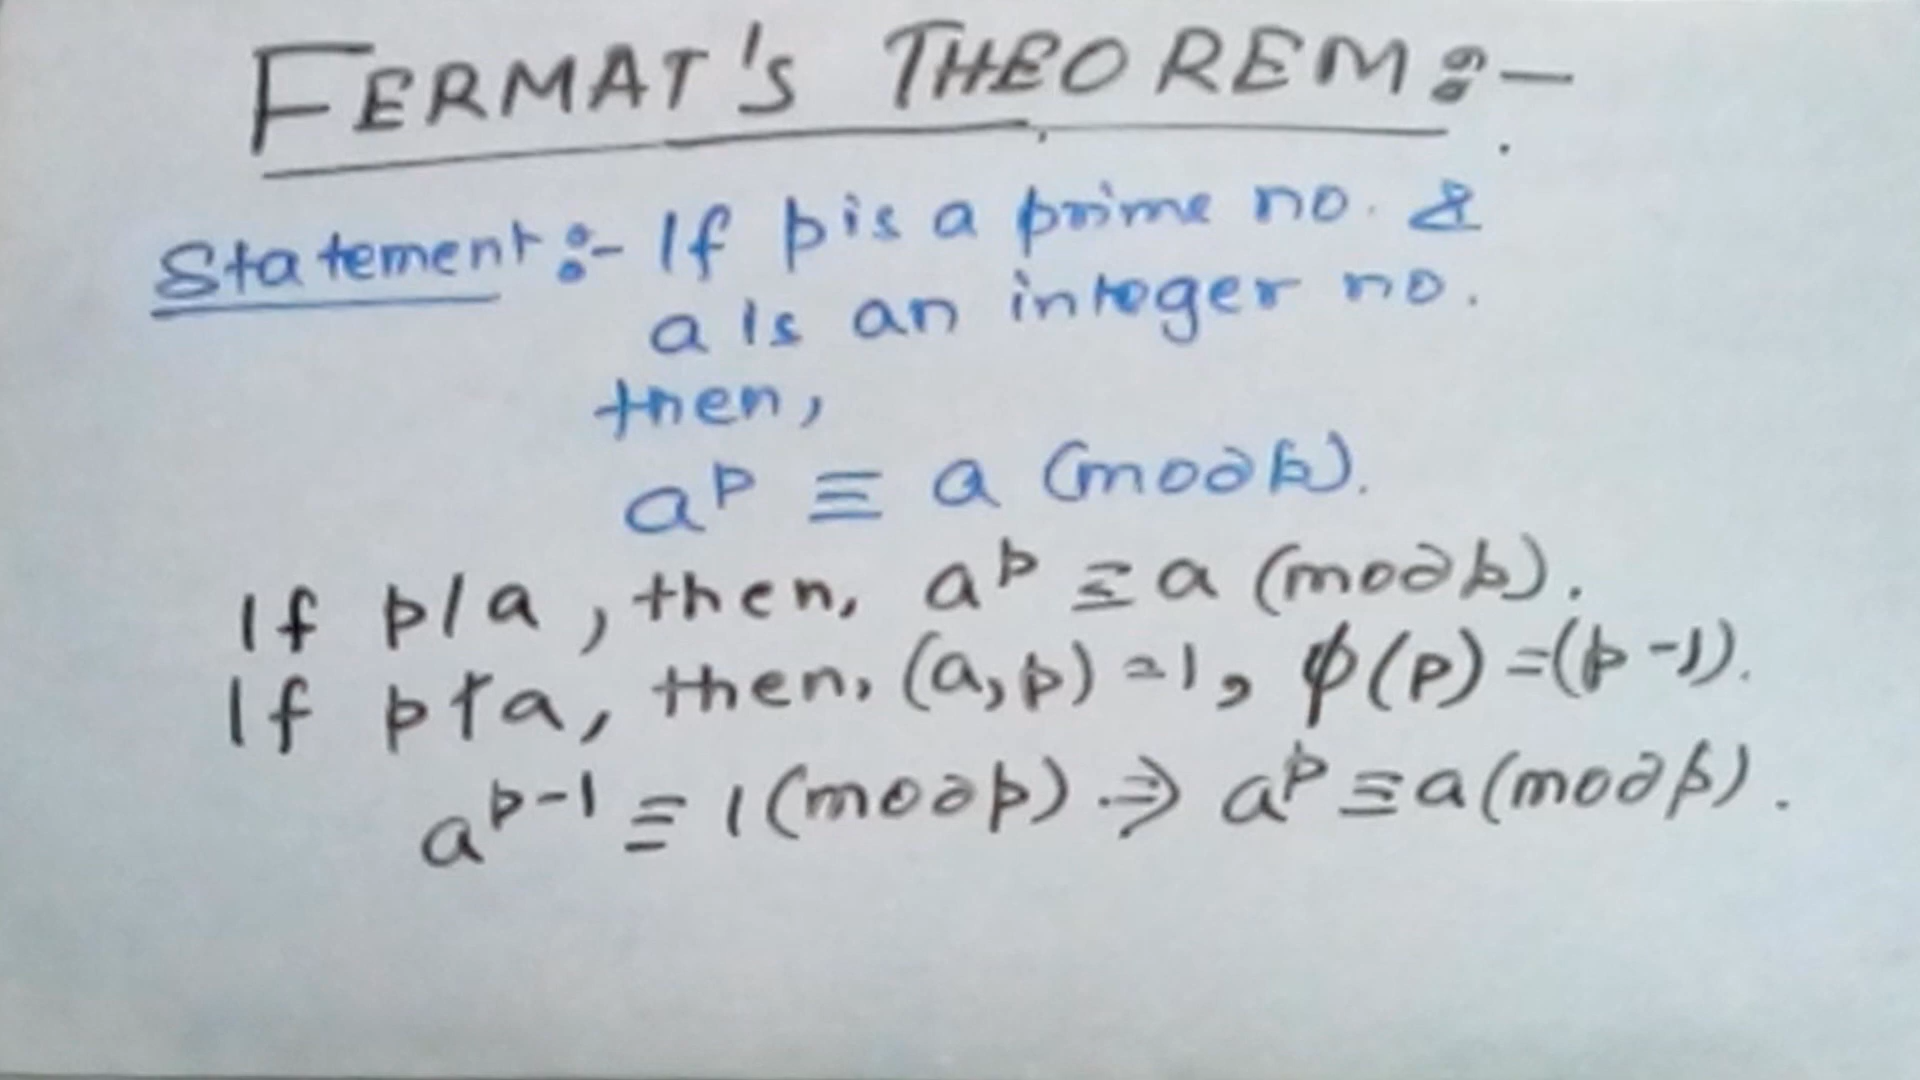 FERMAT'S THEOREM:-
Statement:- If p is a prime no. &
a is an integer no.
then,
a^p ≡ a (mod p).
If p/a, then, a^p ≡ a (mod p).
If p∤a, then, (a,p)=1, φ(p)=(p-1).
a^{p-1} ≡ 1(mod p).⇒ a^p ≡ a(mod p).